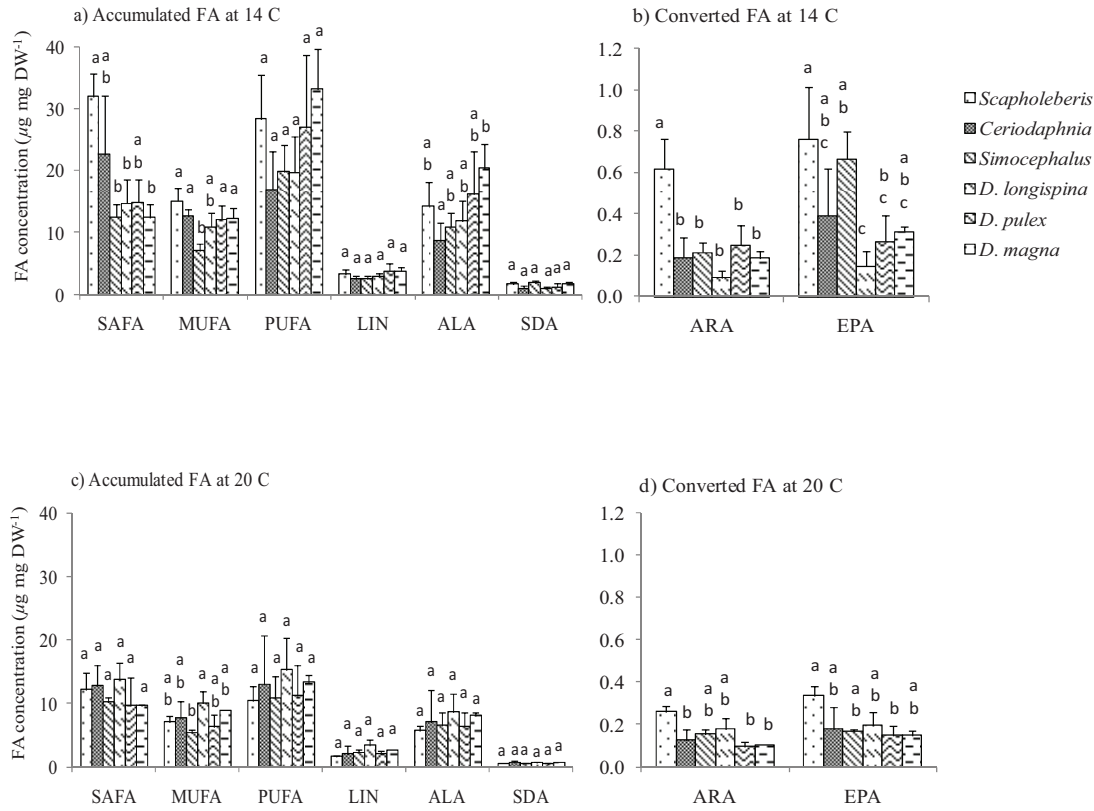 a) Accumulated FA at 14 C
FA concentration (µg mg DW⁻¹)
40
30
20
10
0
a a
b
b b a
b
b
a a
b
a
b
a a
a a a a a a
a a a a a a
a
b
a a
b
a
b
a
b
b
a a a a a a
SAFA MUFA PUFA LIN ALA SDA
b) Converted FA at 14 C
1.2
1.0
0.8
0.6
0.4
0.2
0.0
a b b b b b
a
a
b
c
a
b
c
b
c
a
b
c
ARA EPA
Scapholeberis
Ceriodaphnia
Simocephalus
D. longispina
D. pulex
D. magna
c) Accumulated FA at 20 C
FA concentration (µg mg DW⁻¹)
40
30
20
10
0
a a a a a a
a
b
a
b
b
a
a
b
a
b
a a a a a a
a a a a a a
a a a a a a
a a a a a a
SAFA MUFA PUFA LIN ALA SDA
d) Converted FA at 20 C
1.2
1.0
0.8
0.6
0.4
0.2
0.0
a
a
b
a
b
a
b
b b
a
a
b
a
b
a
b
a
b
a
b
ARA EPA